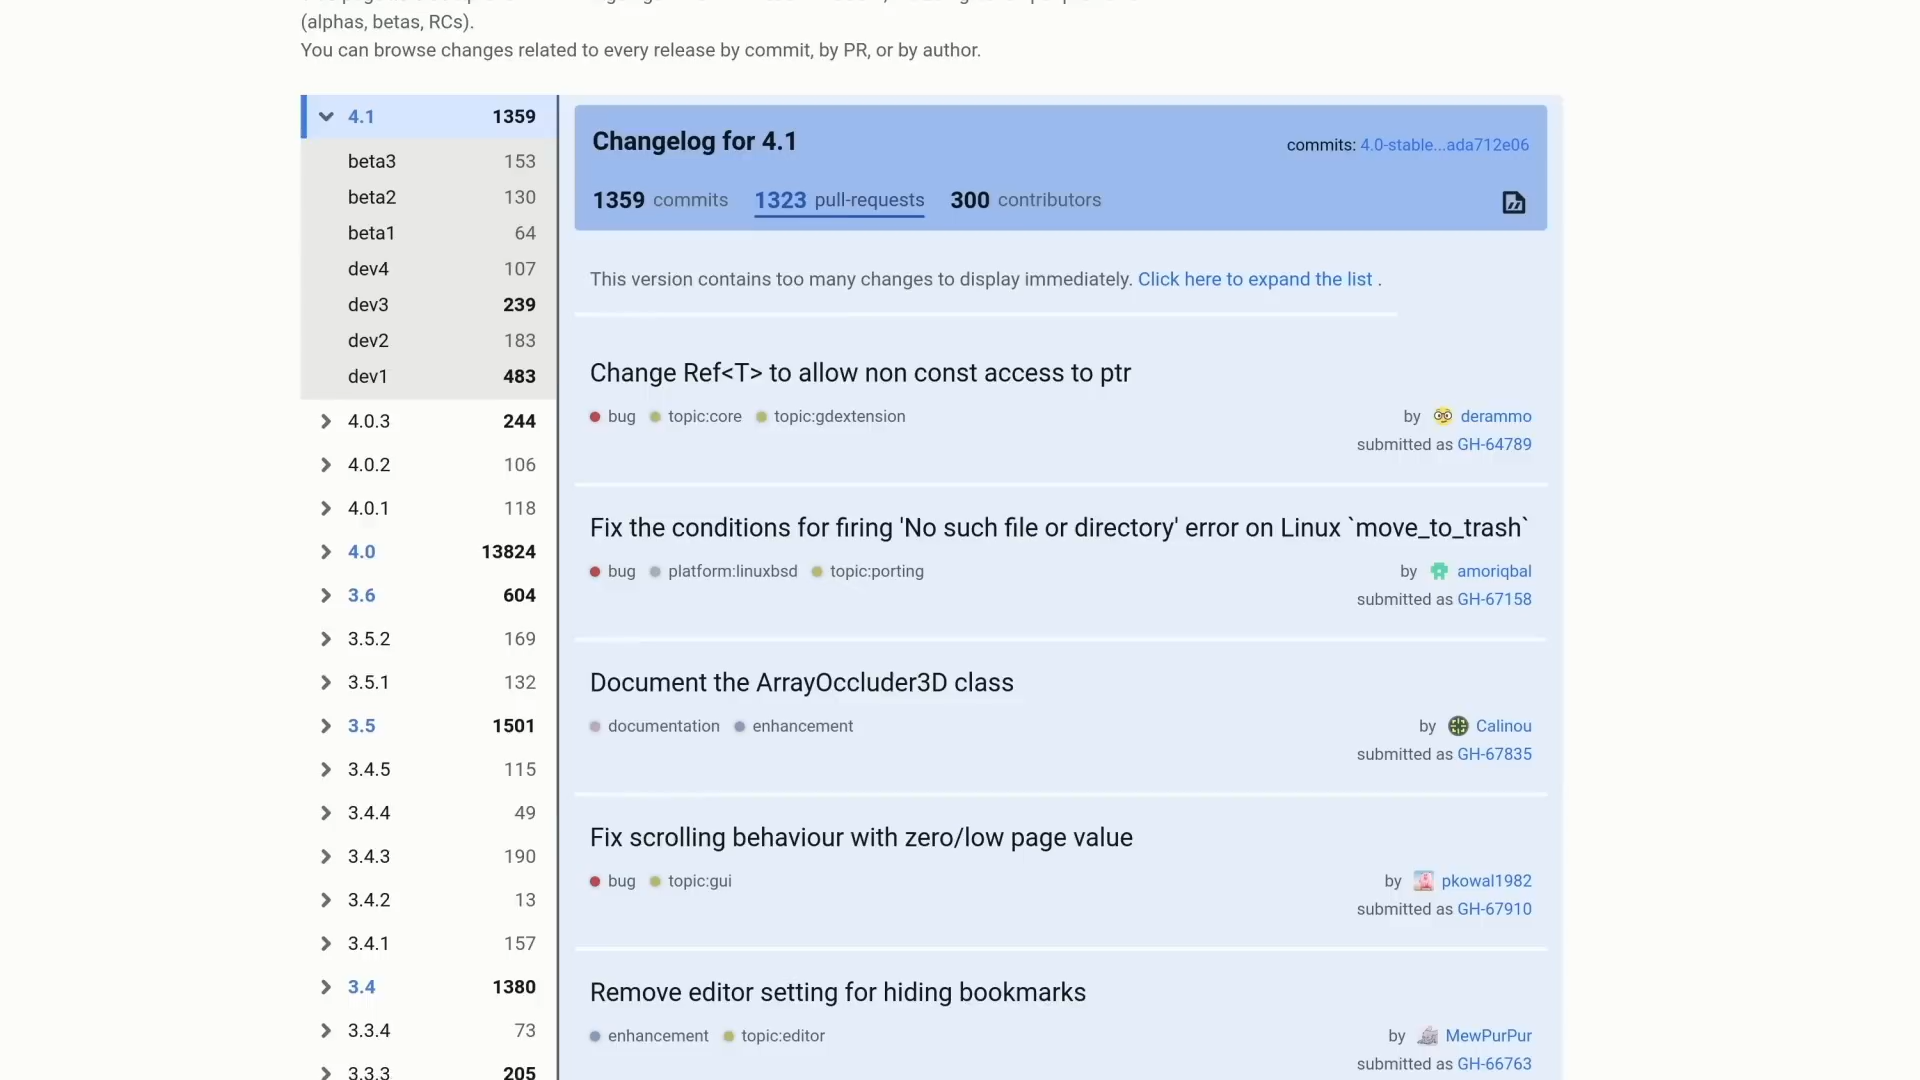 (alphas, betas, RCs).
You can browse changes related to every release by commit, by PR, or by author.
4.1 1359
beta3 153
beta2 130
beta1 64
dev4 107
dev3 239
dev2 183
dev1 483
4.0.3 244
4.0.2 106
4.0.1 118
4.0 13824
3.6 604
3.5.2 169
3.5.1 132
3.5 1501
3.4.5 115
3.4.4 49
3.4.3 190
3.4.2 13
3.4.1 157
3.4 1380
3.3.4 73
3.3.3 205
Changelog for 4.1
commits: 4.0-stable...ada712e06
1359 commits 1323 pull-requests 300 contributors
This version contains too many changes to display immediately. Click here to expand the list .
Change Ref<T> to allow non const access to ptr
bug topic:core topic:gdextension
by derammo
submitted as GH-64789
Fix the conditions for firing 'No such file or directory' error on Linux `move_to_trash`
bug platform:linuxbsd topic:porting
by amoriqbal
submitted as GH-67158
Document the ArrayOccluder3D class
documentation enhancement
by Calinou
submitted as GH-67835
Fix scrolling behaviour with zero/low page value
bug topic:gui
by pkowal1982
submitted as GH-67910
Remove editor setting for hiding bookmarks
enhancement topic:editor
by MewPurPur
submitted as GH-66763